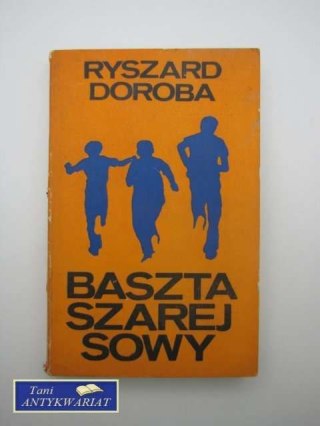 RYSZARD
DOROBA
BASZTA
SZAREJ
SOWY
Tani
ANTYKWARIAT